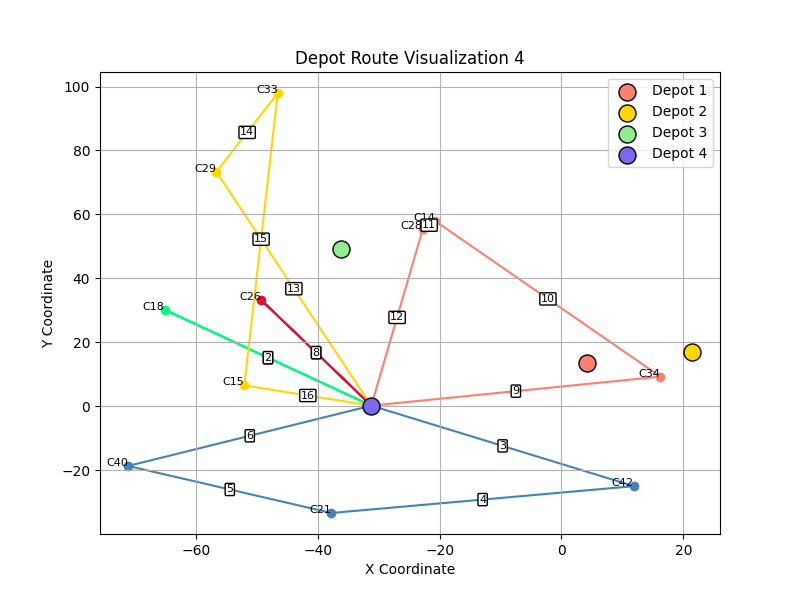 Depot Route Visualization 4
Depot 1
Depot 2
Depot 3
Depot 4
Y Coordinate
100
80
60
40
20
0
−20
−60
−40
−20
0
20
X Coordinate
C33
14
C29
15
13
C14
C28
11
C26
C18
12
10
2
8
C15
16
9
C34
6
3
C40
5
C21
4
C42